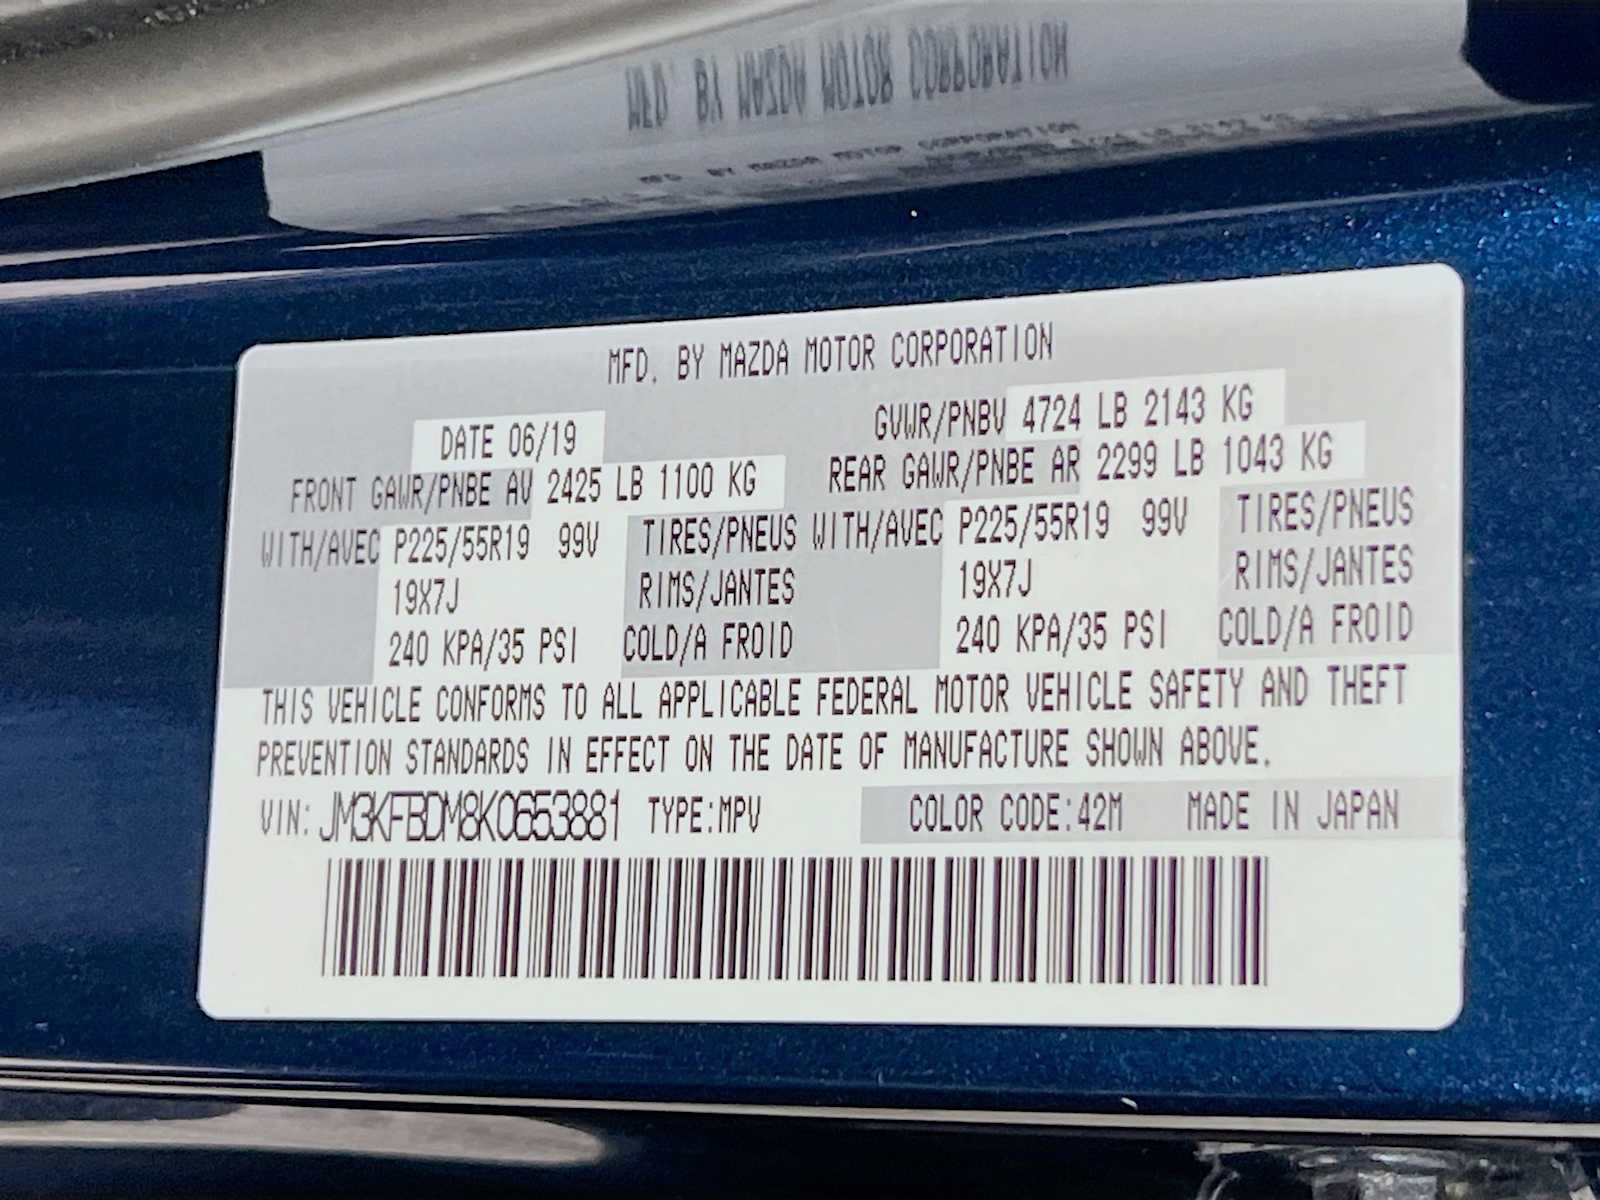 MFD. BY MAZDA MOTOR CORPORATION
MFD. BY MAZDA MOTOR CORPORATION
MFD. BY MAZDA MOTOR CORPORATION
DATE 06/19 GVWR/PNBV 4724 LB 2143 KG
FRONT GAWR/PNBE AV 2425 LB 1100 KG REAR GAWR/PNBE AR 2299 LB 1043 KG
WITH/AVEC P225/55R19 99V TIRES/PNEUS WITH/AVEC P225/55R19 99V TIRES/PNEUS
19X7J RIMS/JANTES 19X7J RIMS/JANTES
240 KPA/35 PSI COLD/A FROID 240 KPA/35 PSI COLD/A FROID
THIS VEHICLE CONFORMS TO ALL APPLICABLE FEDERAL MOTOR VEHICLE SAFETY AND THEFT
PREVENTION STANDARDS IN EFFECT ON THE DATE OF MANUFACTURE SHOWN ABOVE.
VIN: JM3KFBDM8K0653881 TYPE:MPV COLOR CODE:42M MADE IN JAPAN